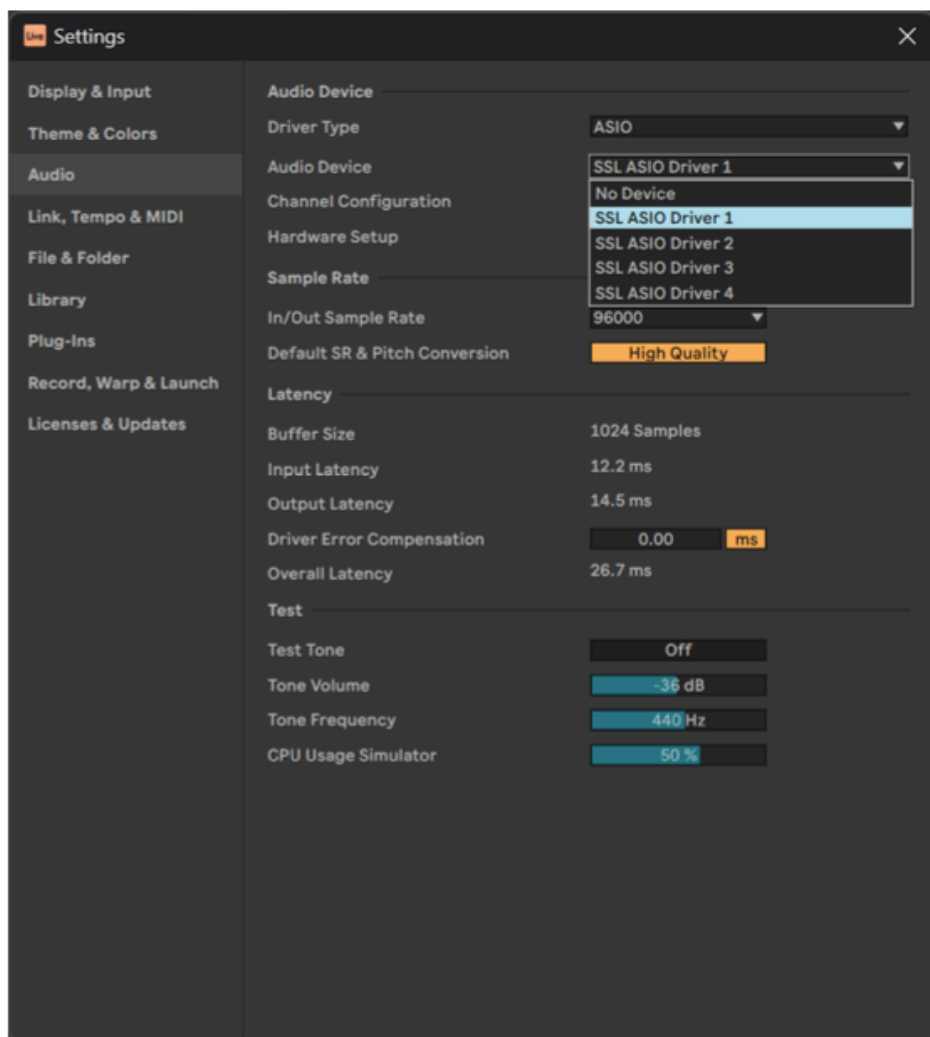 Live Settings
Display & Input
Theme & Colors
Audio
Link, Tempo & MIDI
File & Folder
Library
Plug-Ins
Record, Warp & Launch
Licenses & Updates
Audio Device
Driver Type ASIO
Audio Device SSL ASIO Driver 1
No Device
SSL ASIO Driver 1
SSL ASIO Driver 2
SSL ASIO Driver 3
SSL ASIO Driver 4
Channel Configuration
Hardware Setup
Sample Rate
In/Out Sample Rate 96000
Default SR & Pitch Conversion High Quality
Latency
Buffer Size 1024 Samples
Input Latency 12.2 ms
Output Latency 14.5 ms
Driver Error Compensation 0.00 ms
Overall Latency 26.7 ms
Test
Test Tone Off
Tone Volume -36 dB
Tone Frequency 440 Hz
CPU Usage Simulator 50 %